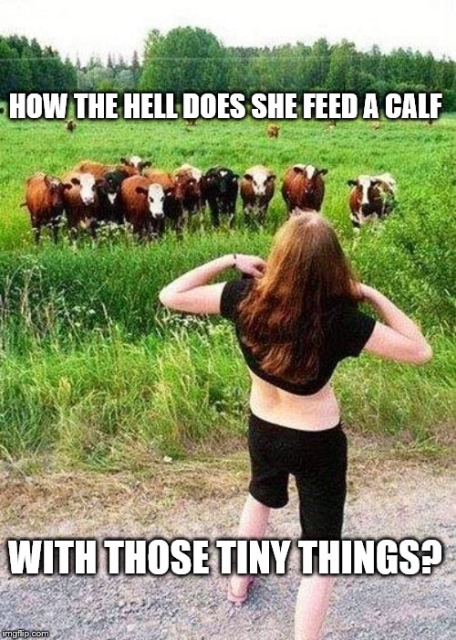 HOW THE HELL DOES SHE FEED A CALF
WITH THOSE TINY THINGS?
imgflip.com